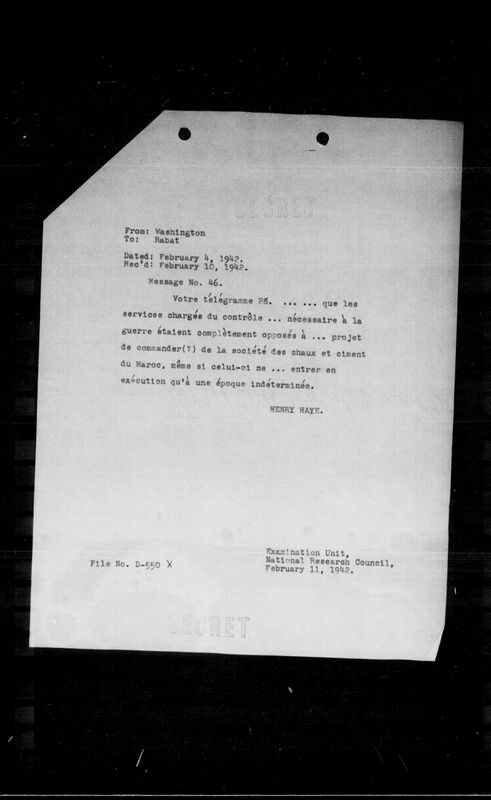 SECRET
From: Washington
To: Rabat
Dated: February 4, 1942.
Rec'd: February 10, 1942.
Message No. 46.
Votre télégramme 28. ... ... que les
services chargés du contrôle ... nécessaire à la
guerre étaient complètement opposés à ... projet
de commander(?) de la société des chaux et ciment
du Maroc, même si celui-ci ne ... entrer en
exécution qu'à une époque indéterminée.
HENRY HAYE.
Examination Unit,
National Research Council,
February 11, 1942.
File No. D-550 X
SECRET